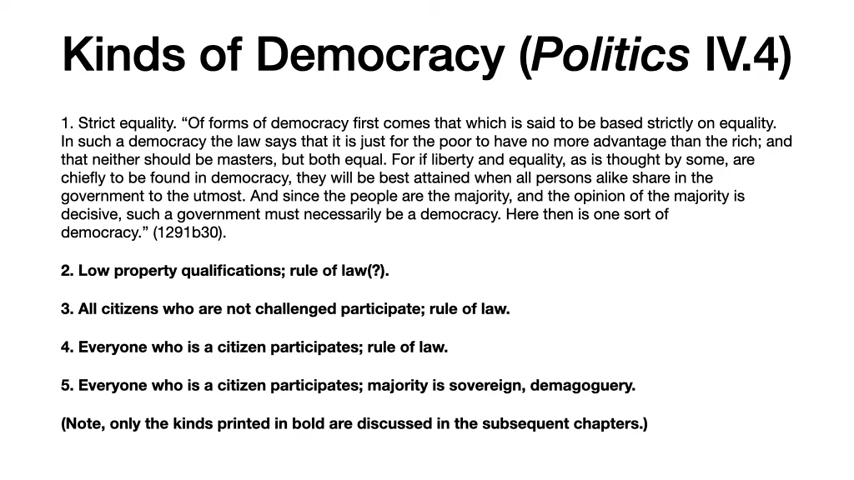 Kinds of Democracy (Politics IV.4)
1. Strict equality. “Of forms of democracy first comes that which is said to be based strictly on equality.
In such a democracy the law says that it is just for the poor to have no more advantage than the rich; and
that neither should be masters, but both equal. For if liberty and equality, as is thought by some, are
chiefly to be found in democracy, they will be best attained when all persons alike share in the
government to the utmost. And since the people are the majority, and the opinion of the majority is
decisive, such a government must necessarily be a democracy. Here then is one sort of
democracy.” (1291b30).
2. Low property qualifications; rule of law(?).
3. All citizens who are not challenged participate; rule of law.
4. Everyone who is a citizen participates; rule of law.
5. Everyone who is a citizen participates; majority is sovereign, demagoguery.
(Note, only the kinds printed in bold are discussed in the subsequent chapters.)